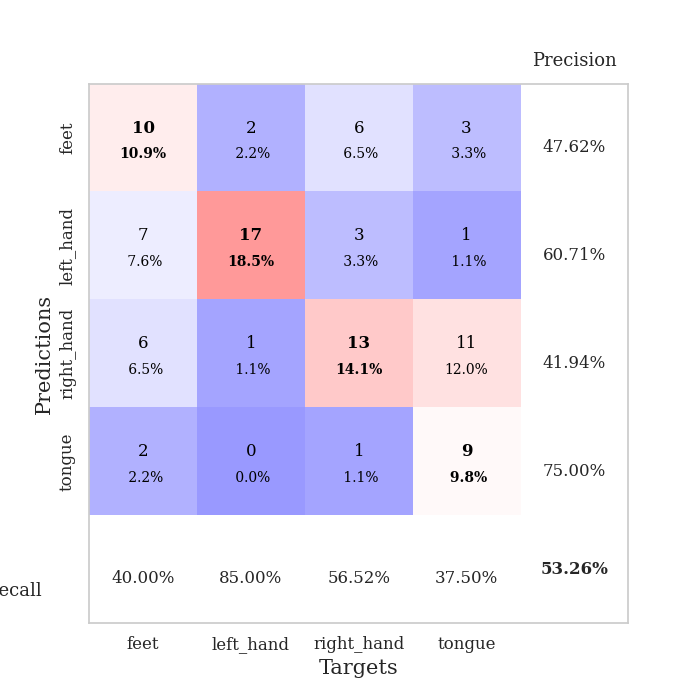 Precision
feet
10 2 6 3
10.9% 2.2% 6.5% 3.3%
47.62%
left_hand
7 17 3 1
7.6% 18.5% 3.3% 1.1%
60.71%
Predictions
right_hand
6 1 13 11
6.5% 1.1% 14.1% 12.0%
41.94%
tongue
2 0 1 9
2.2% 0.0% 1.1% 9.8%
75.00%
ecall
40.00% 85.00% 56.52% 37.50% 53.26%
feet left_hand right_hand tongue
Targets